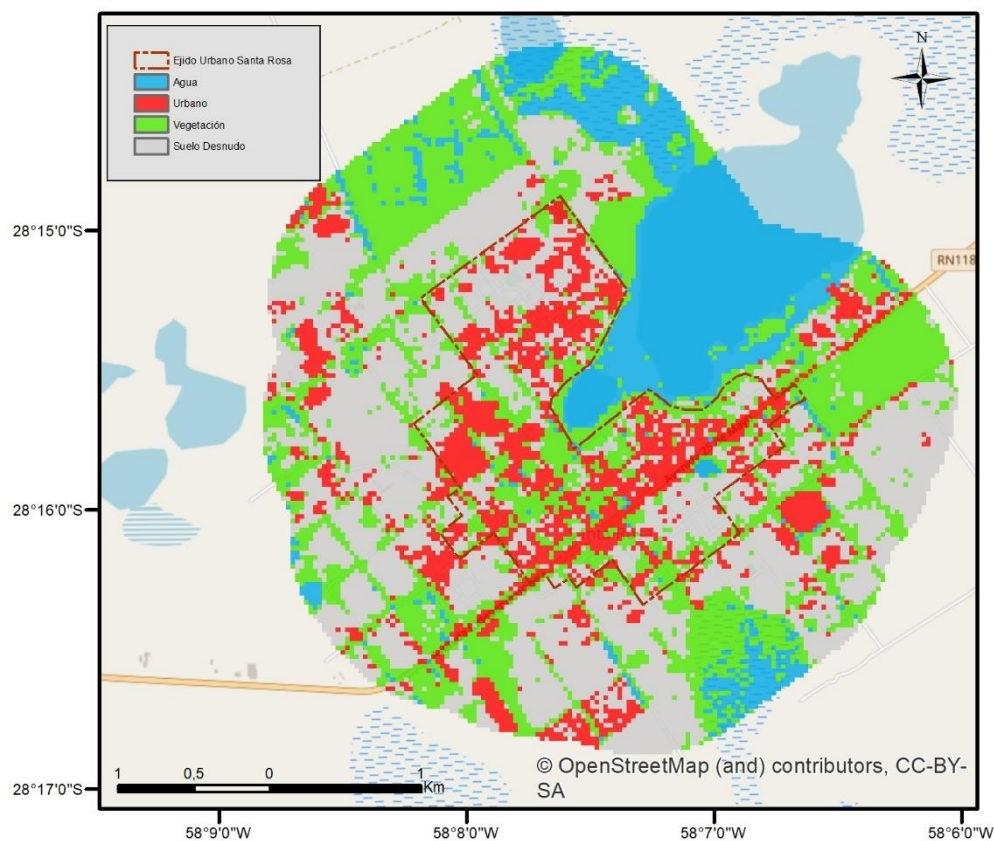 Ejido Urbano Santa Rosa
Agua
Urbano
Vegetación
Suelo Desnudo
N
28°15'0"S
RN118
28°16'0"S
© OpenStreetMap (and) contributors, CC-BY-
SA
1 0,5 0 1
Km
28°17'0"S
58°9'0"W 58°8'0"W 58°7'0"W 58°6'0"W